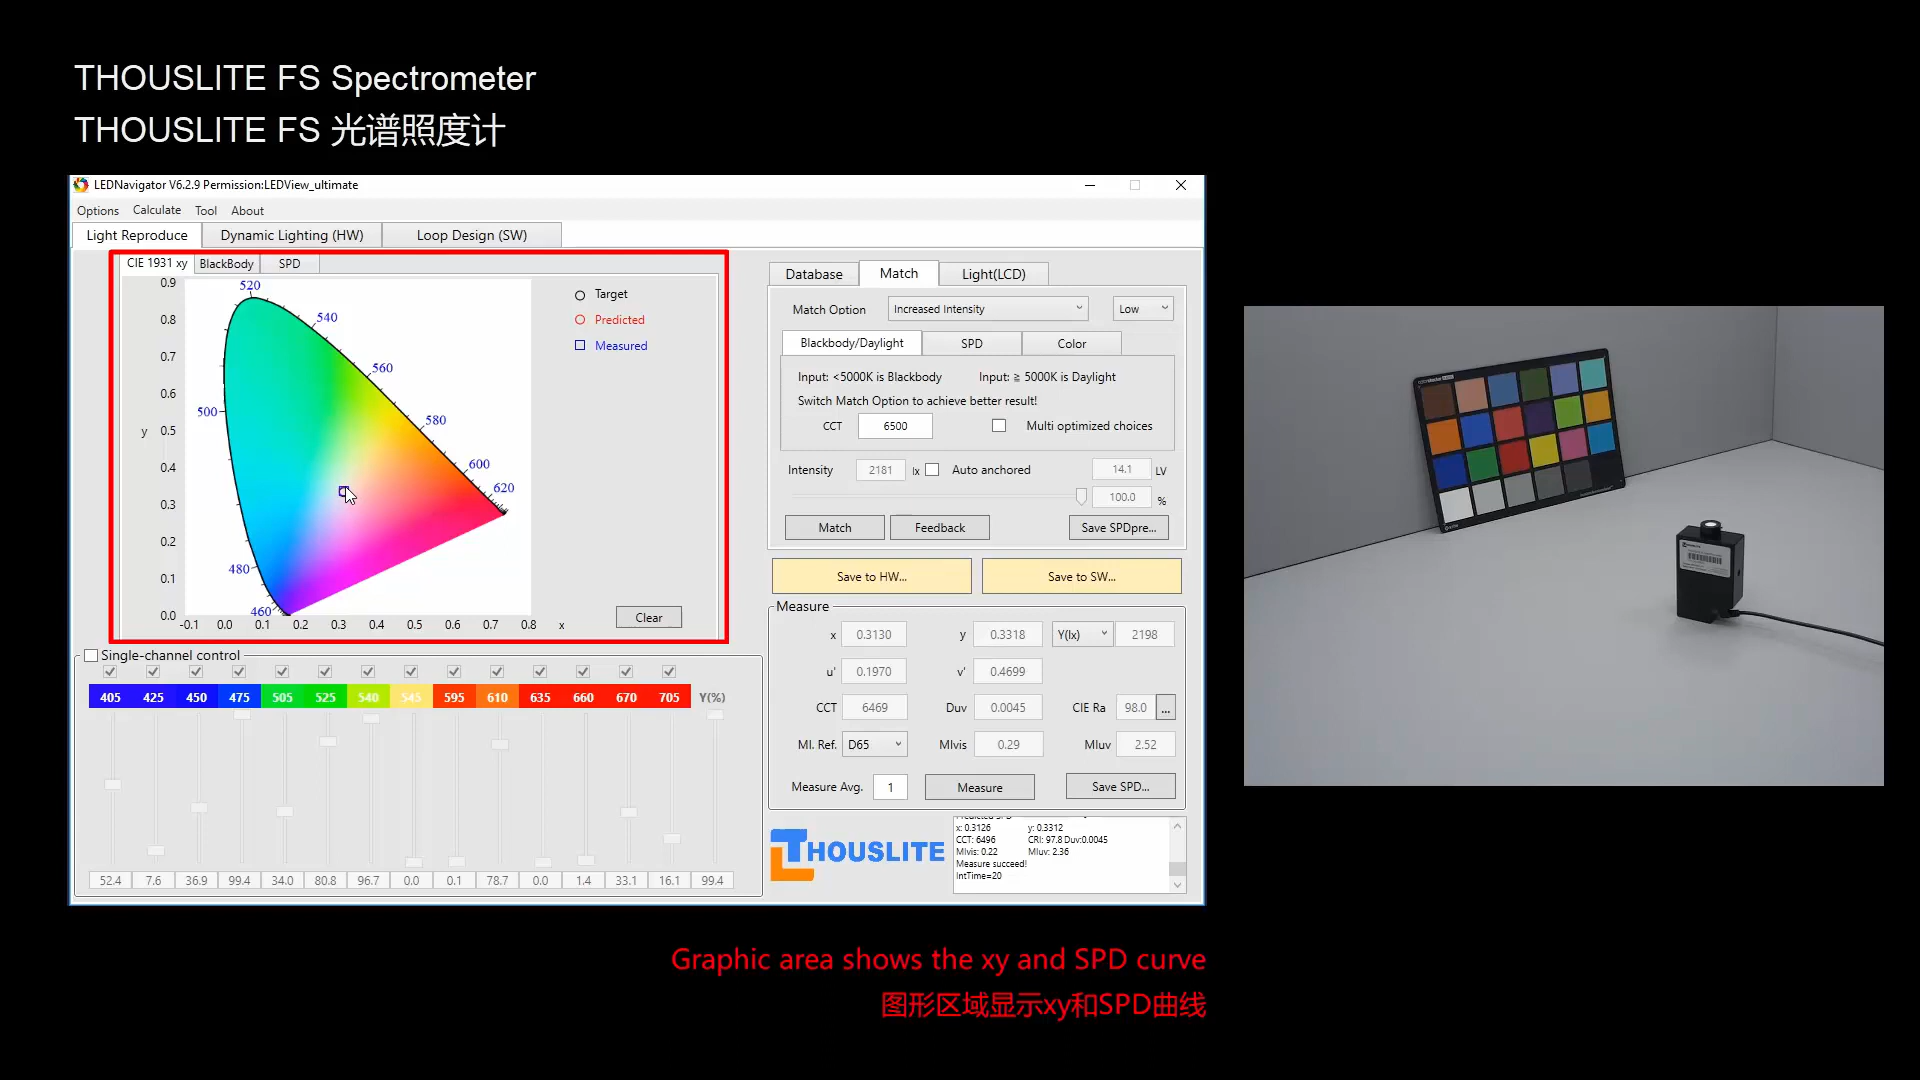 THOUSLITE FS Spectrometer
THOUSLITE FS 光谱照度计
LEDNavigator V6.2.9 Permission:LEDView_ultimate
Options Calculate Tool About
Light Reproduce Dynamic Lighting (HW) Loop Design (SW)
CIE 1931 xy BlackBody SPD
0.9
0.8
0.7
0.6
y 0.5
0.4
0.3
0.2
0.1
0.0
-0.1 0.0 0.1 0.2 0.3 0.4 0.5 0.6 0.7 0.8 x
520
540
560
500
580
600
620
480
460
Target
Predicted
Measured
Clear
Database Match Light(LCD)
Match Option Increased Intensity Low
Blackbody/Daylight SPD Color
Input: <5000K is Blackbody Input: ≧ 5000K is Daylight
Switch Match Option to achieve better result!
CCT 6500 Multi optimized choices
Intensity 2181 lx Auto anchored 14.1 LV
100.0 %
Match Feedback Save SPDpre...
Save to HW... Save to SW...
Measure
x 0.3130 y 0.3318 Y(lx) 2198
u' 0.1970 v' 0.4699
CCT 6469 Duv 0.0045 CIE Ra 98.0 ...
MI. Ref. D65 MIvis 0.29 MIuv 2.52
Measure Avg. 1 Measure Save SPD...
Single-channel control
405 425 450 475 505 525 540 545 595 610 635 660 670 705 Y(%)
52.4 7.6 36.9 99.4 34.0 80.8 96.7 0.0 0.1 78.7 0.0 1.4 33.1 16.1 99.4
THOUSLITE
x: 0.3126 y: 0.3312
CCT: 6496 CRI: 97.8 Duv:0.0045
MIvis: 0.22 MIuv: 2.36
Measure succeed!
IntTime=20
Graphic area shows the xy and SPD curve
图形区域显示xy和SPD曲线